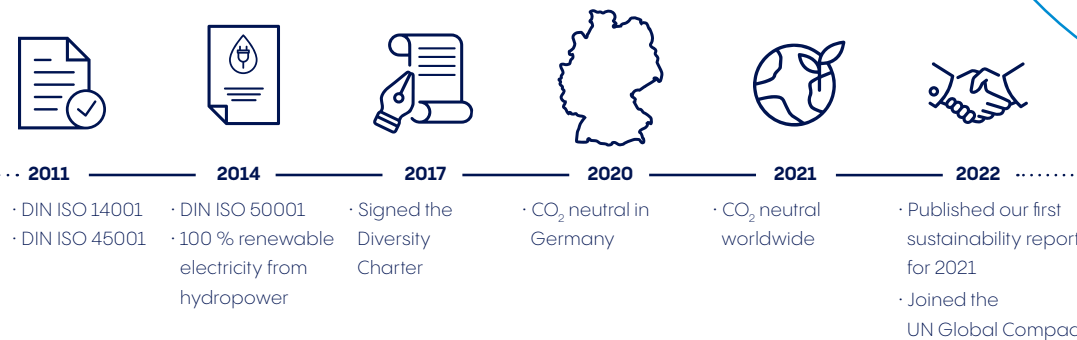 2011
· DIN ISO 14001
· DIN ISO 45001
2014
· DIN ISO 50001
· 100 % renewable
electricity from
hydropower
2017
· Signed the
Diversity
Charter
2020
· CO₂ neutral in
Germany
2021
· CO₂ neutral
worldwide
2022
· Published our first
sustainability report
for 2021
· Joined the
UN Global Compac